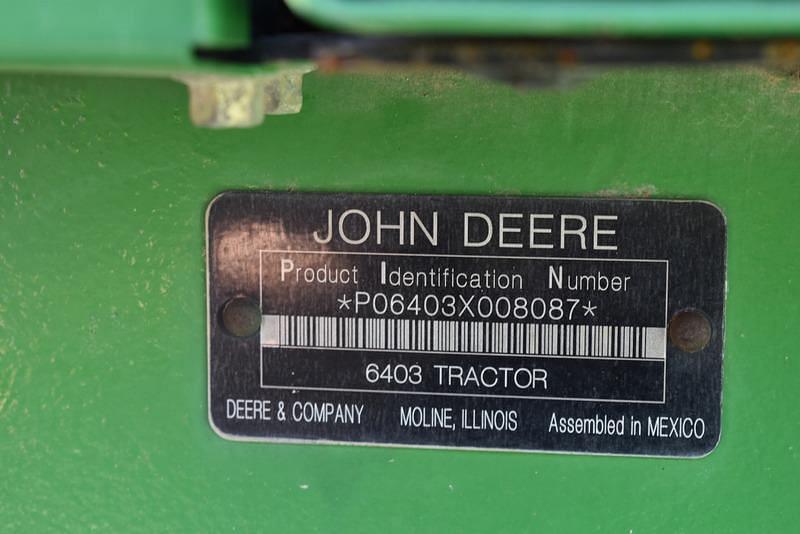 JOHN DEERE
Product Identification Number
*P06403X008087*
6403 TRACTOR
DEERE & COMPANY MOLINE, ILLINOIS Assembled in MEXICO